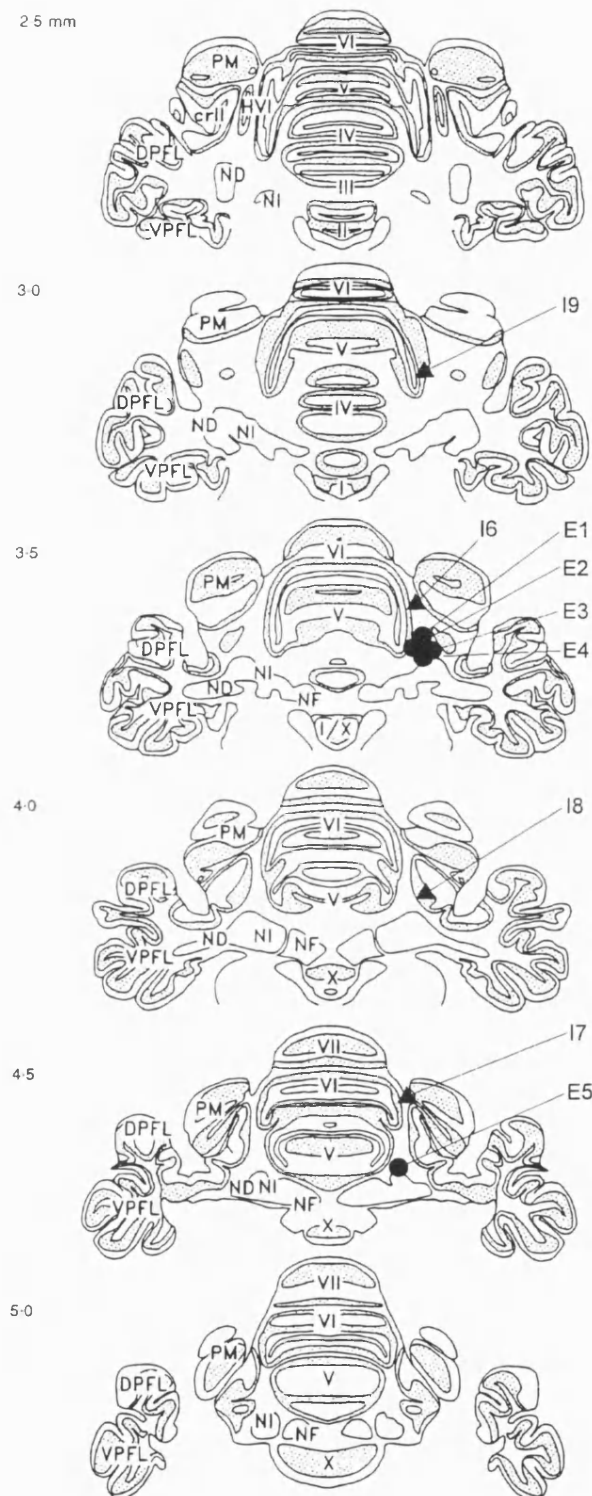 2·5 mm
VI
PM
V
HVI
crII
IV
DPFL
ND
III
NI
II
VPFL
3·0
VI
I9
PM
V
DPFL
IV
ND
NI
VPFL
I
3·5
I6
E1
VI
E2
PM
V
E3
DPFL
E4
NI
ND
VPFL
NF
I/X
4·0
I8
PM
VI
DPFL
V
ND
NI
NF
VPFL
X
I7
VII
4·5
VI
E5
PM
DPFL
V
ND
NI
VPFL
NF
X
VII
5·0
VI
PM
V
DPFL
NI
NF
VPFL
X